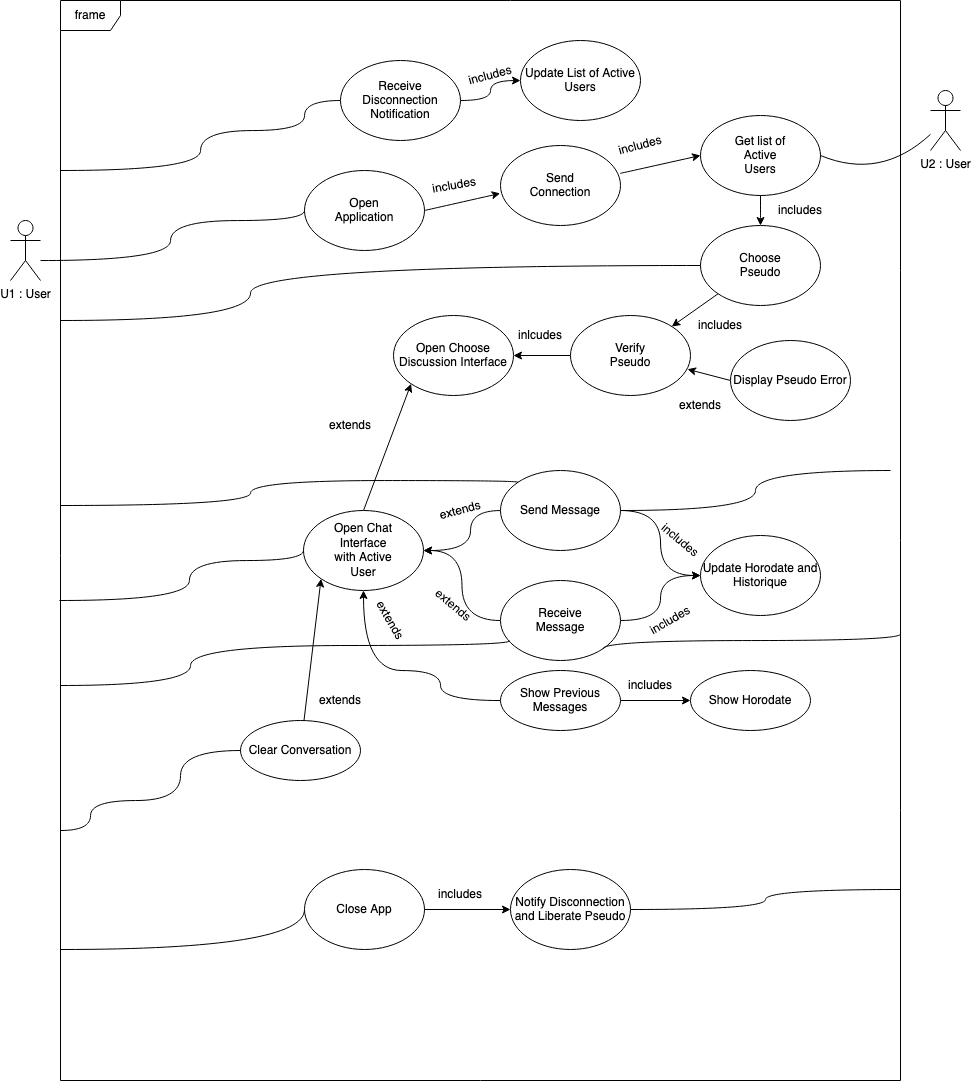 frame
Receive
Disconnection
Notification
includes
Update List of Active
Users
U2 : User
Open
Application
includes
Send
Connection
includes
Get list of
Active
Users
includes
U1 : User
Choose
Pseudo
includes
Open Choose
Discussion Interface
inlcudes
Verify
Pseudo
Display Pseudo Error
extends
extends
Send Message
extends
includes
Open Chat
Interface
with Active
User
Update Horodate and
Historique
extends
Receive
Message
includes
extends
Show Previous
Messages
includes
Show Horodate
extends
Clear Conversation
Close App
includes
Notify Disconnection
and Liberate Pseudo